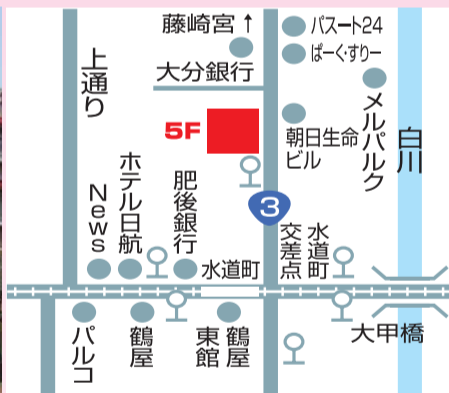 藤崎宮↑
パスート24
ぱーく・すりー
大分銀行
上通り
メルパルク
5F
朝日生命
ビル
白川
ホテル日航
肥後銀行
News
3
水道町
交差点
水道町
パルコ
鶴屋
鶴屋
東館
大甲橋